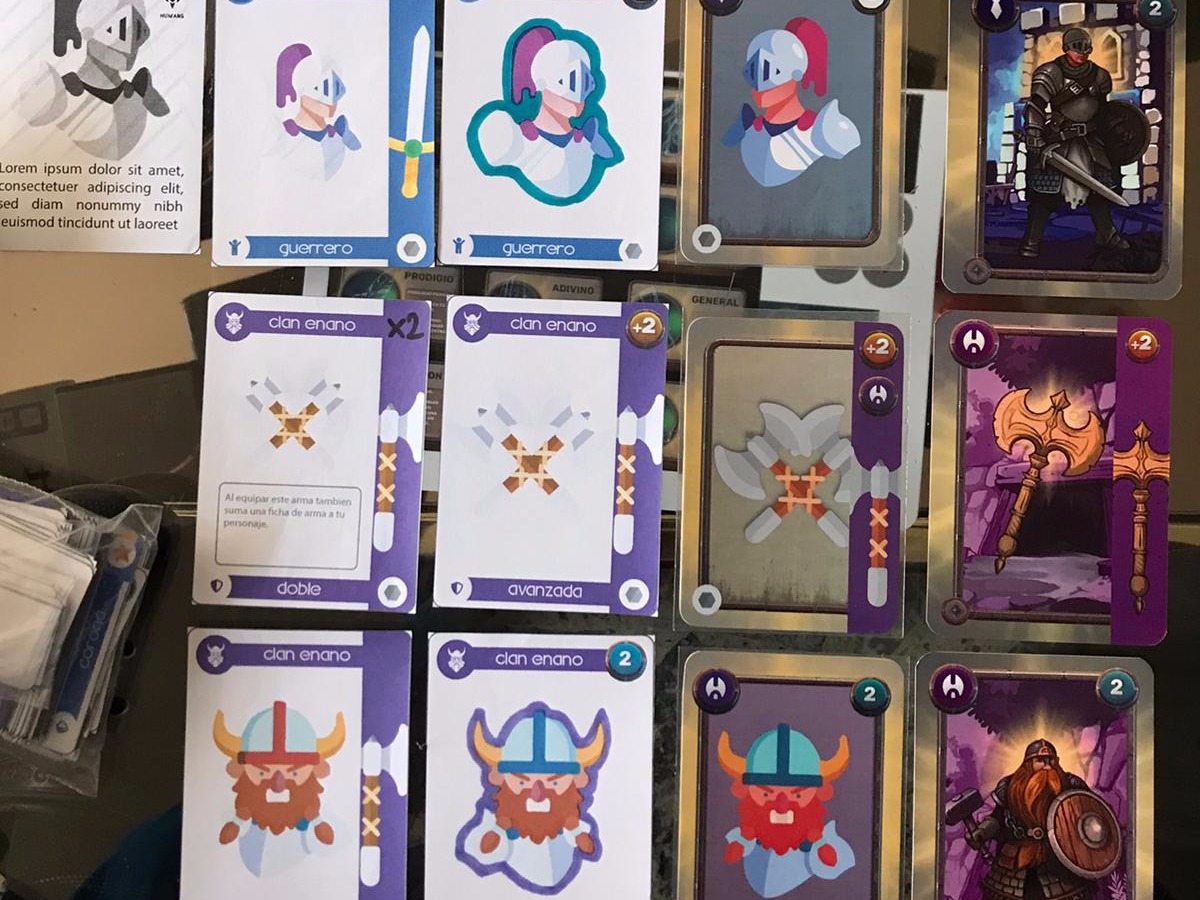 HUMANS
2
Lorem ipsum dolor sit amet,
consectetuer adipiscing elit,
sed diam nonummy nibh
euismod tincidunt ut laoreet
guerrero
guerrero
PRODIGIO
ADIVINO
GENERAL
clan enano
x2
clan enano
+2
+2
+2
Al equipar este arma tambien
suma una ficha de arma a tu
personaje.
doble
avanzada
clan enano
clan enano
2
2
2